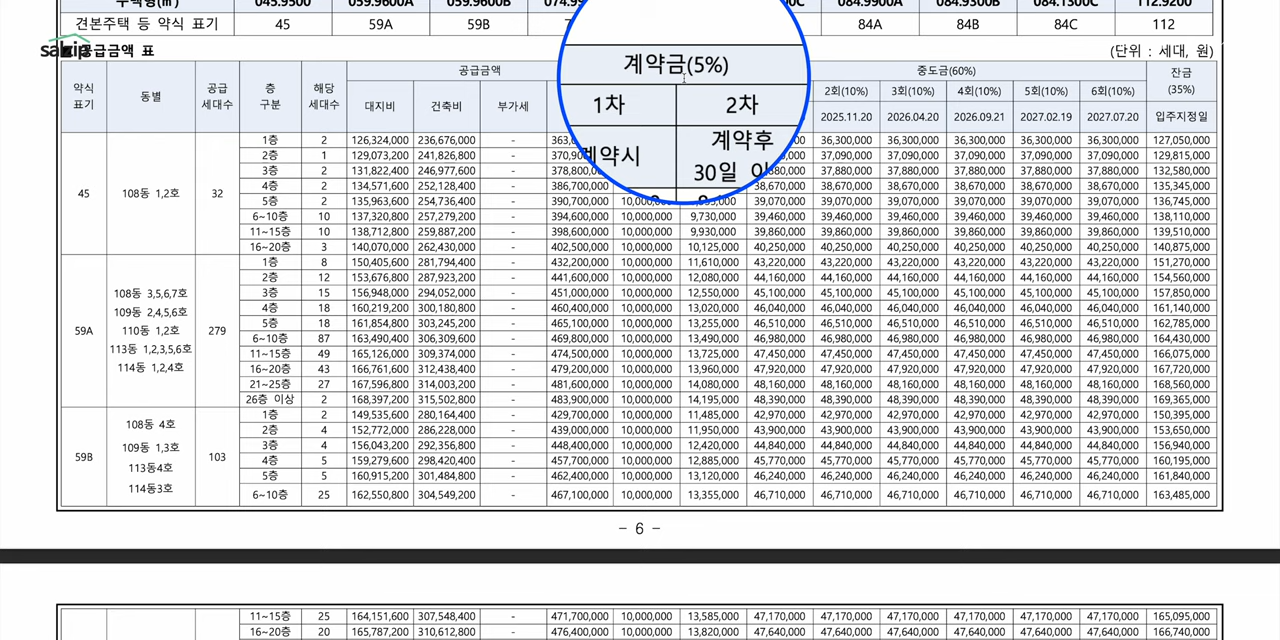 045.9500 059.9600A 059.9600B 084.9900A 084.9300B 084.1300C 112.9200
견본주택 등 약식 표기 45 59A 59B 84A 84B 84C 112
공급금액 표
(단위 : 세대, 원)
약식 표기 동별 공급 세대수 층 구분 해당 세대수 공급금액 계약금(5%) 중도금(60%) 잔금 (35%)
대지비 건축비 부가세 1차 2차 2회(10%) 3회(10%) 4회(10%) 5회(10%) 6회(10%)
계약시 계약후 30일 2025.11.20 2026.04.20 2026.09.21 2027.02.19 2027.07.20 입주지정일
45 108동 1,2호 32
1층 2 126,324,000 236,676,000 - 36,300,000 36,300,000 36,300,000 36,300,000 36,300,000 127,050,000
2층 1 129,073,200 241,826,800 - 37,090,000 37,090,000 37,090,000 37,090,000 37,090,000 129,815,000
3층 2 131,822,400 246,977,600 - 378,800,000 37,880,000 37,880,000 37,880,000 37,880,000 37,880,000 132,580,000
4층 2 134,571,600 252,128,400 - 386,700,000 38,670,000 38,670,000 38,670,000 38,670,000 38,670,000 38,670,000 135,345,000
5층 2 135,963,600 254,736,400 - 390,700,000 39,070,000 39,070,000 39,070,000 39,070,000 39,070,000 39,070,000 136,745,000
6~10층 10 137,320,800 257,279,200 - 394,600,000 10,000,000 9,730,000 39,460,000 39,460,000 39,460,000 39,460,000 39,460,000 39,460,000 138,110,000
11~15층 10 138,712,800 259,887,200 - 398,600,000 10,000,000 9,930,000 39,860,000 39,860,000 39,860,000 39,860,000 39,860,000 39,860,000 139,510,000
16~20층 3 140,070,000 262,430,000 - 402,500,000 10,000,000 10,125,000 40,250,000 40,250,000 40,250,000 40,250,000 40,250,000 40,250,000 140,875,000
59A 108동 3,5,6,7호 109동 2,4,5,6호 110동 1,2호 113동 1,2,3,5,6호 114동 1,2,4호 279
1층 8 150,405,600 281,794,400 - 432,200,000 10,000,000 11,610,000 43,220,000 43,220,000 43,220,000 43,220,000 43,220,000 43,220,000 151,270,000
2층 12 153,676,800 287,923,200 - 441,600,000 10,000,000 12,080,000 44,160,000 44,160,000 44,160,000 44,160,000 44,160,000 44,160,000 154,560,000
3층 15 156,948,000 294,052,000 - 451,000,000 10,000,000 12,550,000 45,100,000 45,100,000 45,100,000 45,100,000 45,100,000 45,100,000 157,850,000
4층 18 160,219,200 300,180,800 - 460,400,000 10,000,000 13,020,000 46,040,000 46,040,000 46,040,000 46,040,000 46,040,000 46,040,000 161,140,000
5층 18 161,854,800 303,245,200 - 465,100,000 10,000,000 13,255,000 46,510,000 46,510,000 46,510,000 46,510,000 46,510,000 46,510,000 162,785,000
6~10층 87 163,490,400 306,309,600 - 469,800,000 10,000,000 13,490,000 46,980,000 46,980,000 46,980,000 46,980,000 46,980,000 46,980,000 164,430,000
11~15층 49 165,126,000 309,374,000 - 474,500,000 10,000,000 13,725,000 47,450,000 47,450,000 47,450,000 47,450,000 47,450,000 47,450,000 166,075,000
16~20층 43 166,761,600 312,438,400 - 479,200,000 10,000,000 13,960,000 47,920,000 47,920,000 47,920,000 47,920,000 47,920,000 47,920,000 167,720,000
21~25층 27 167,596,800 314,003,200 - 481,600,000 10,000,000 14,080,000 48,160,000 48,160,000 48,160,000 48,160,000 48,160,000 48,160,000 168,560,000
26층 이상 2 168,397,200 315,502,800 - 483,900,000 10,000,000 14,195,000 48,390,000 48,390,000 48,390,000 48,390,000 48,390,000 48,390,000 169,365,000
59B 108동 4호 109동 1,3호 113동4호 114동3호 103
1층 2 149,535,600 280,164,400 - 429,700,000 10,000,000 11,485,000 42,970,000 42,970,000 42,970,000 42,970,000 42,970,000 42,970,000 150,395,000
2층 4 152,772,000 286,228,000 - 439,000,000 10,000,000 11,950,000 43,900,000 43,900,000 43,900,000 43,900,000 43,900,000 43,900,000 153,650,000
3층 4 156,043,200 292,356,800 - 448,400,000 10,000,000 12,420,000 44,840,000 44,840,000 44,840,000 44,840,000 44,840,000 44,840,000 156,940,000
4층 5 159,279,600 298,420,400 - 457,700,000 10,000,000 12,885,000 45,770,000 45,770,000 45,770,000 45,770,000 45,770,000 45,770,000 160,195,000
5층 5 160,915,200 301,484,800 - 462,400,000 10,000,000 13,120,000 46,240,000 46,240,000 46,240,000 46,240,000 46,240,000 46,240,000 161,840,000
6~10층 25 162,550,800 304,549,200 - 467,100,000 10,000,000 13,355,000 46,710,000 46,710,000 46,710,000 46,710,000 46,710,000 46,710,000 163,485,000
- 6 -
11~15층 25 164,151,600 307,548,400 - 471,700,000 10,000,000 13,585,000 47,170,000 47,170,000 47,170,000 47,170,000 47,170,000 47,170,000 165,095,000
16~20층 20 165,787,200 310,612,800 - 476,400,000 10,000,000 13,820,000 47,640,000 47,640,000 47,640,000 47,640,000 47,640,000 47,640,000 166,740,000